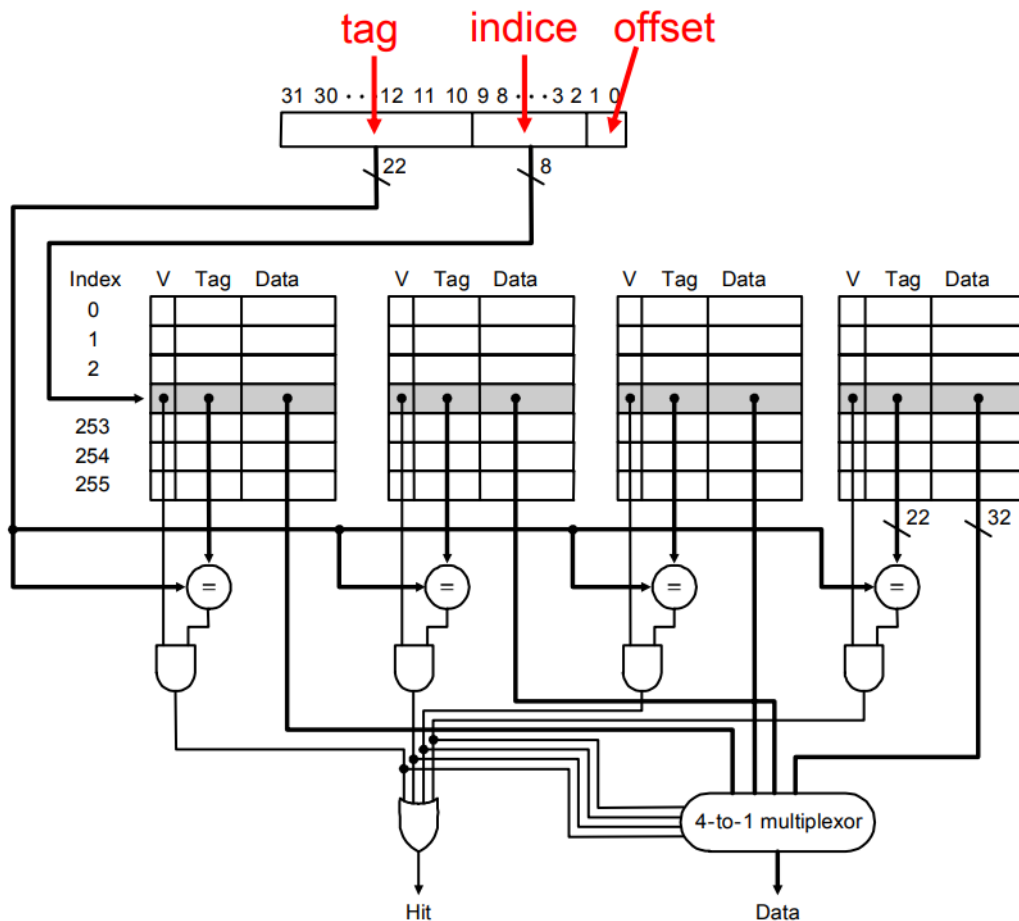 tag indice offset
31 30 · · · 12 11 10 9 8 · · · 3 2 1 0
22 8
Index V Tag Data V Tag Data V Tag Data V Tag Data
0
1
2
253
254
255
22 32
= = = =
4-to-1 multiplexor
Hit Data